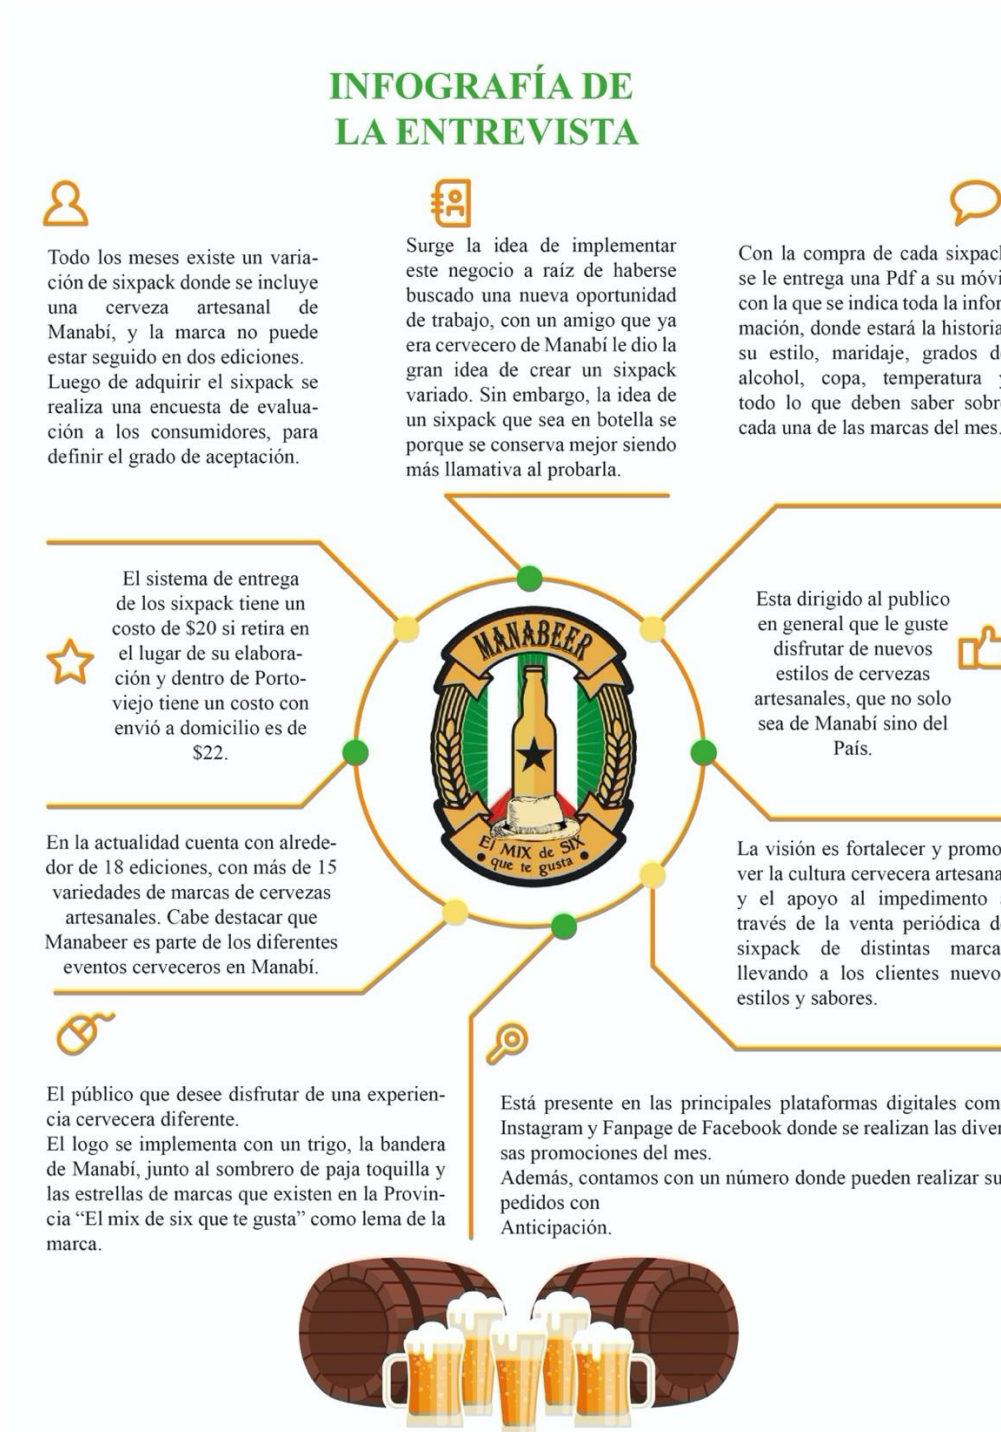 INFOGRAFÍA DE
LA ENTREVISTA
Todo los meses existe un varia-
ción de sixpack donde se incluye
una cerveza artesanal de
Manabí, y la marca no puede
estar seguido en dos ediciones.
Luego de adquirir el sixpack se
realiza una encuesta de evalua-
ción a los consumidores, para
definir el grado de aceptación.
Surge la idea de implementar
este negocio a raíz de haberse
buscado una nueva oportunidad
de trabajo, con un amigo que ya
era cervecero de Manabí le dio la
gran idea de crear un sixpack
variado. Sin embargo, la idea de
un sixpack que sea en botella se
porque se conserva mejor siendo
más llamativa al probarla.
Con la compra de cada sixpack
se le entrega una Pdf a su móvi
con la que se indica toda la infor
mación, donde estará la historia
su estilo, maridaje, grados d
alcohol, copa, temperatura
todo lo que deben saber sobr
cada una de las marcas del mes.
El sistema de entrega
de los sixpack tiene un
costo de $20 si retira en
el lugar de su elabora-
ción y dentro de Porto-
viejo tiene un costo con
envió a domicilio es de
$22.
MANABEER
El MIX de SIX
que te gusta
Esta dirigido al publico
en general que le guste
disfrutar de nuevos
estilos de cervezas
artesanales, que no solo
sea de Manabí sino del
País.
En la actualidad cuenta con alrede-
dor de 18 ediciones, con más de 15
variedades de marcas de cervezas
artesanales. Cabe destacar que
Manabeer es parte de los diferentes
eventos cerveceros en Manabí.
La visión es fortalecer y promo
ver la cultura cervecera artesana
y el apoyo al impedimento
través de la venta periódica d
sixpack de distintas marca
llevando a los clientes nuevo
estilos y sabores.
El público que desee disfrutar de una experien-
cia cervecera diferente.
El logo se implementa con un trigo, la bandera
de Manabí, junto al sombrero de paja toquilla y
las estrellas de marcas que existen en la Provin-
cia “El mix de six que te gusta” como lema de la
marca.
Está presente en las principales plataformas digitales com
Instagram y Fanpage de Facebook donde se realizan las diver
sas promociones del mes.
Además, contamos con un número donde pueden realizar su
pedidos con
Anticipación.